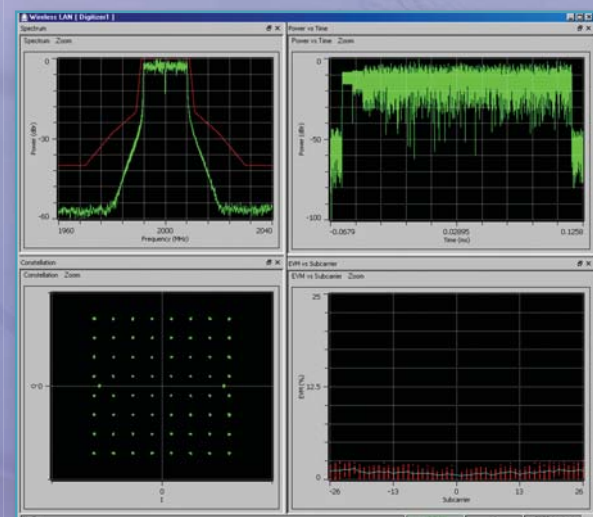 Wireless LAN [ Digitizer1 ]
Spectrum
Spectrum Zoom
0
-30
-60
Power (dBr)
1960
2000
2040
Frequency (MHz)
Power vs Time
Power vs Time Zoom
0
-50
-100
Power (dBr)
-0.0679
0.02895
0.1258
Time (ms)
Constellation
Constellation Zoom
Q
0
0
I
EVM vs Subcarrier
EVM vs Subcarrier Zoom
25
12.5
0
EVM (%)
-26
-13
0
13
26
Subcarrier